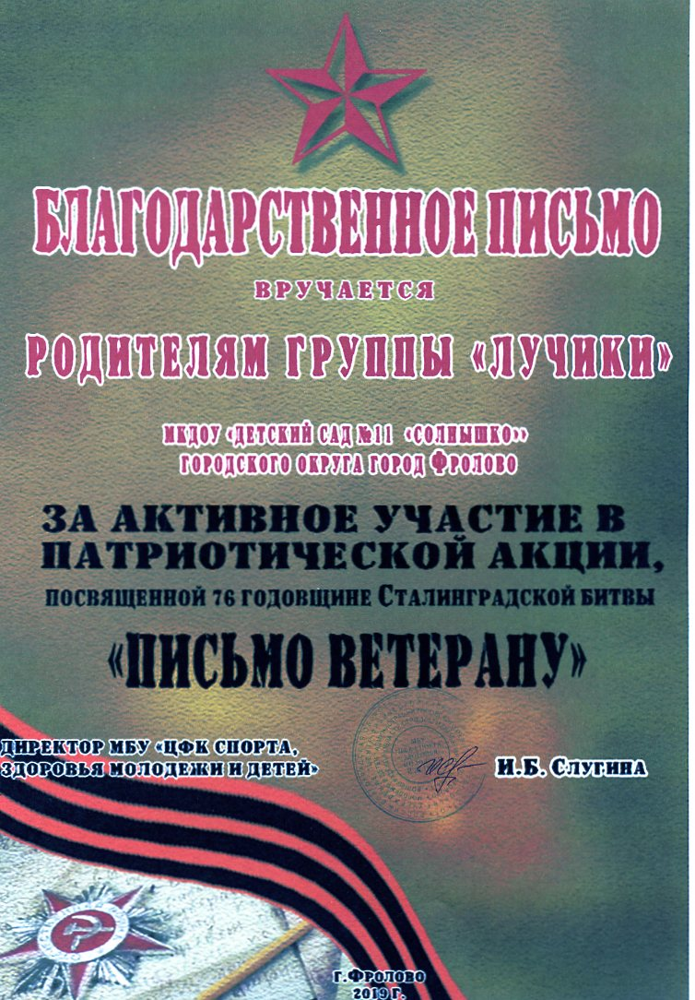 БЛАГОДАРСТВЕННОЕ ПИСЬМО
ВРУЧАЕТСЯ
РОДИТЕЛЯМ ГРУППЫ «ЛУЧИКИ»
МКДОУ «ДЕТСКИЙ САД №11 «СОЛНЫШКО»
ГОРОДСКОГО ОКРУГА ГОРОД ФРОЛОВО
ЗА АКТИВНОЕ УЧАСТИЕ В
ПАТРИОТИЧЕСКОЙ АКЦИИ,
ПОСВЯЩЕННОЙ 76 ГОДОВЩИНЕ СТАЛИНГРАДСКОЙ БИТВЫ
«ПИСЬМО ВЕТЕРАНУ»
ДИРЕКТОР МБУ «ЦФК СПОРТА,
ЗДОРОВЬЯ МОЛОДЕЖИ И ДЕТЕЙ»
И.Б. СЛУГИНА
Г.ФРОЛОВО
2019 Г.